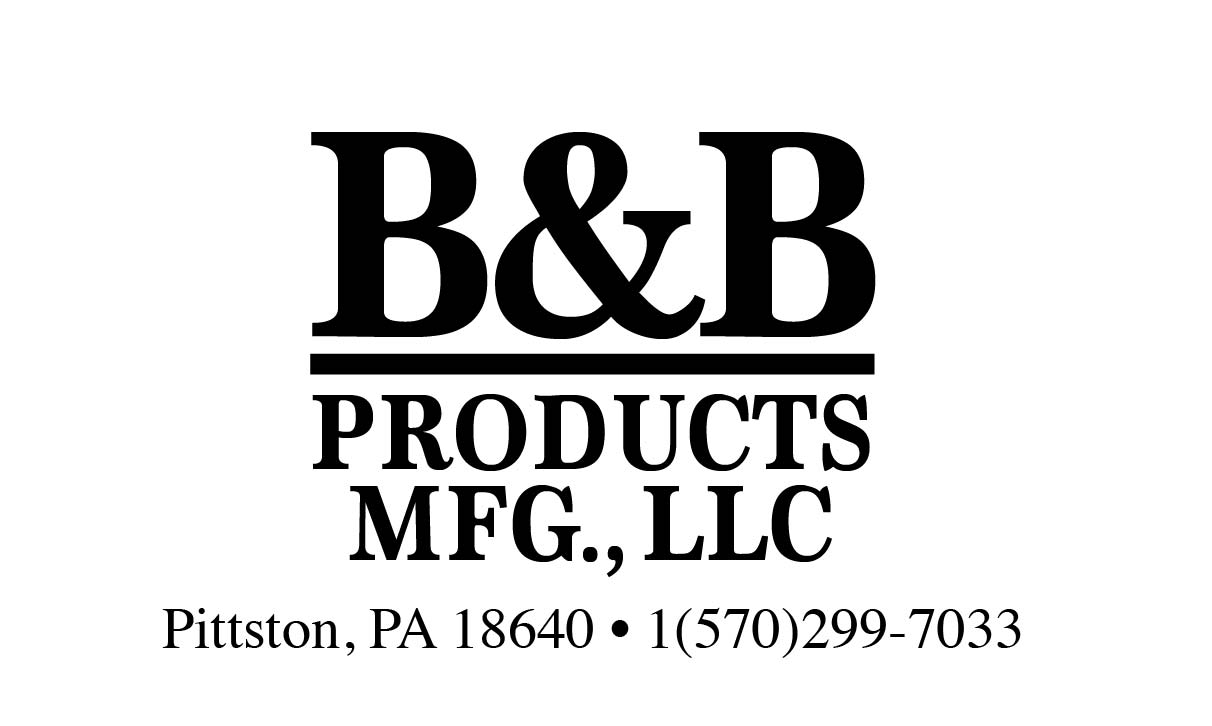 B&B
PRODUCTS
MFG., LLC
Pittston, PA 18640 • 1(570)299-7033